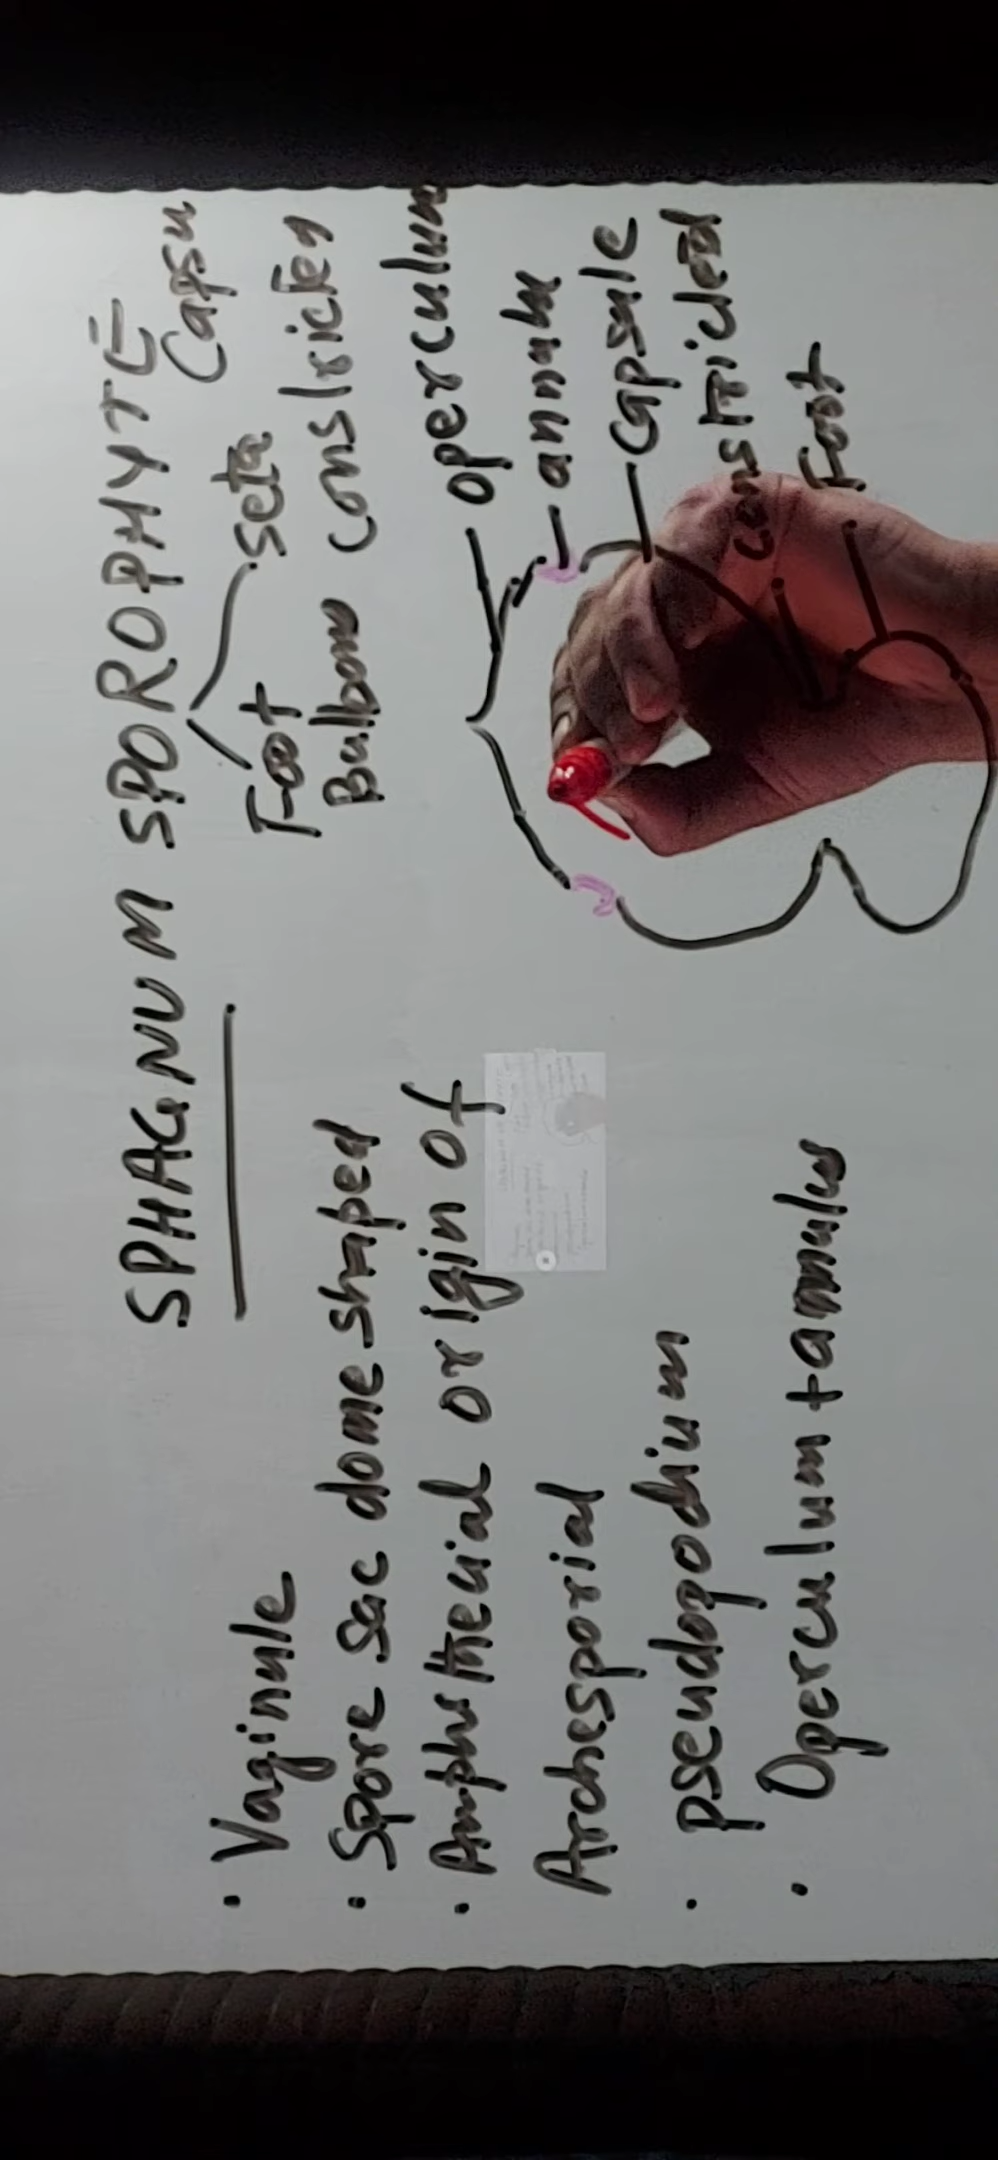 SPHAGNUM SPOROPHYTE
Foot seta Capsu
Bulbous constricted
• Vaginule
• Spore sac dome shaped
• Amphithecial origin of
Archesporial
• pseudopodium
• Operculum + annulus
operculum
annulu
capsule
constricted
Foot